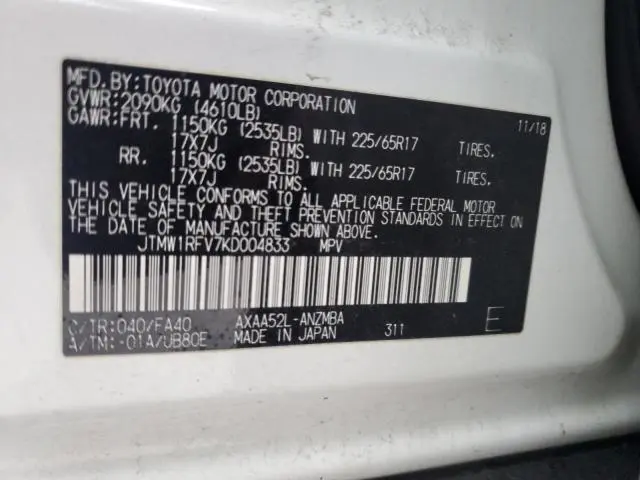 MFD. BY: TOYOTA MOTOR CORPORATION 11/18
GVWR: 2090KG (4610LB)
GAWR: FRT. 1150KG (2535LB) WITH 225/65R17 TIRES.
17X7J RIMS.
RR. 1150KG (2535LB) WITH 225/65R17 TIRES.
17X7J RIMS.
THIS VEHICLE CONFORMS TO ALL APPLICABLE FEDERAL MOTOR
VEHICLE SAFETY AND THEFT PREVENTION STANDARDS IN EFFECT ON
THE DATE OF MANUFACTURE SHOWN ABOVE.
JTMW1RFV7KD004833 MPV
C/TR: 040/FA40 AXAA52L-ANZMBA
A/TM: -01A/UB80E MADE IN JAPAN 311 E